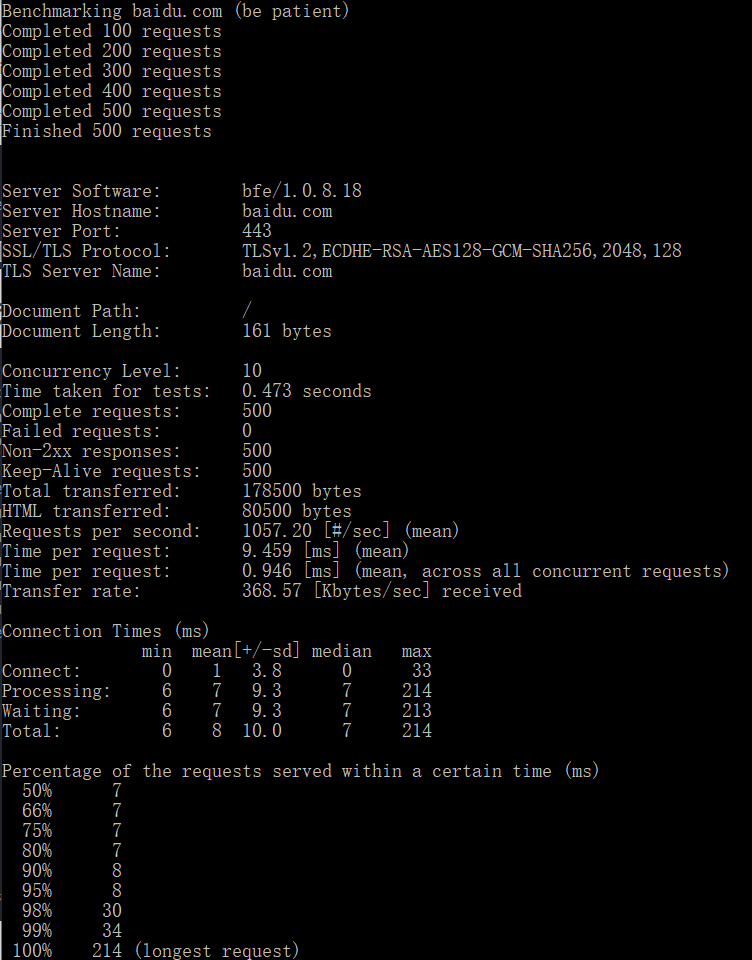 Benchmarking baidu.com (be patient)
Completed 100 requests
Completed 200 requests
Completed 300 requests
Completed 400 requests
Completed 500 requests
Finished 500 requests
Server Software: bfe/1.0.8.18
Server Hostname: baidu.com
Server Port: 443
SSL/TLS Protocol: TLSv1.2,ECDHE-RSA-AES128-GCM-SHA256,2048,128
TLS Server Name: baidu.com
Document Path: /
Document Length: 161 bytes
Concurrency Level: 10
Time taken for tests: 0.473 seconds
Complete requests: 500
Failed requests: 0
Non-2xx responses: 500
Keep-Alive requests: 500
Total transferred: 178500 bytes
HTML transferred: 80500 bytes
Requests per second: 1057.20 [#/sec] (mean)
Time per request: 9.459 [ms] (mean)
Time per request: 0.946 [ms] (mean, across all concurrent requests)
Transfer rate: 368.57 [Kbytes/sec] received
Connection Times (ms)
min mean[+/-sd] median max
Connect: 0 1 3.8 0 33
Processing: 6 7 9.3 7 214
Waiting: 6 7 9.3 7 213
Total: 6 8 10.0 7 214
Percentage of the requests served within a certain time (ms)
50% 7
66% 7
75% 7
80% 7
90% 8
95% 8
98% 30
99% 34
100% 214 (longest request)